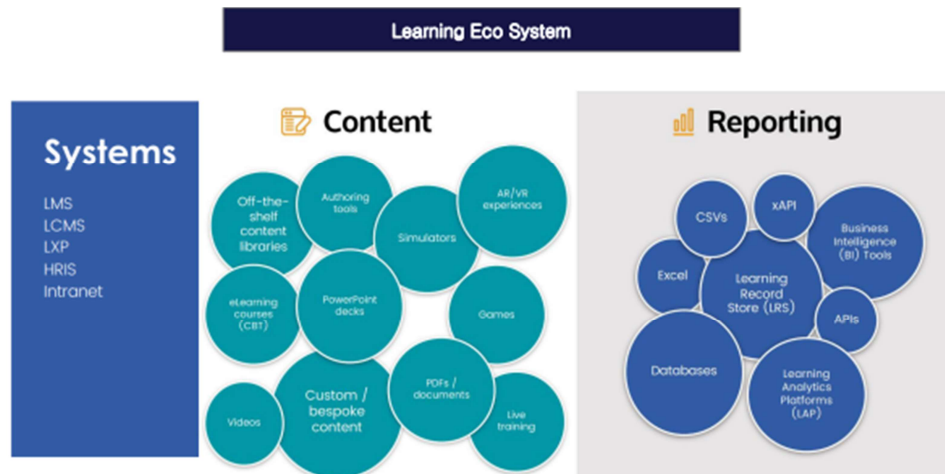 Learning Eco System
Systems
LMS
LCMS
LXP
HRIS
Intranet
Content
Off-the-
shelf
content
libraries
Authoring
tools
Simulators
AR/VR
experiences
eLearning
courses
(CBT)
PowerPoint
decks
Games
Videos
Custom /
bespoke
content
PDFs /
documents
Live
training
Reporting
CSVs
xAPI
Business
Intelligence
(BI) Tools
Excel
Learning
Record
Store (LRS)
APIs
Databases
Learning
Analytics
Platforms
(LAP)